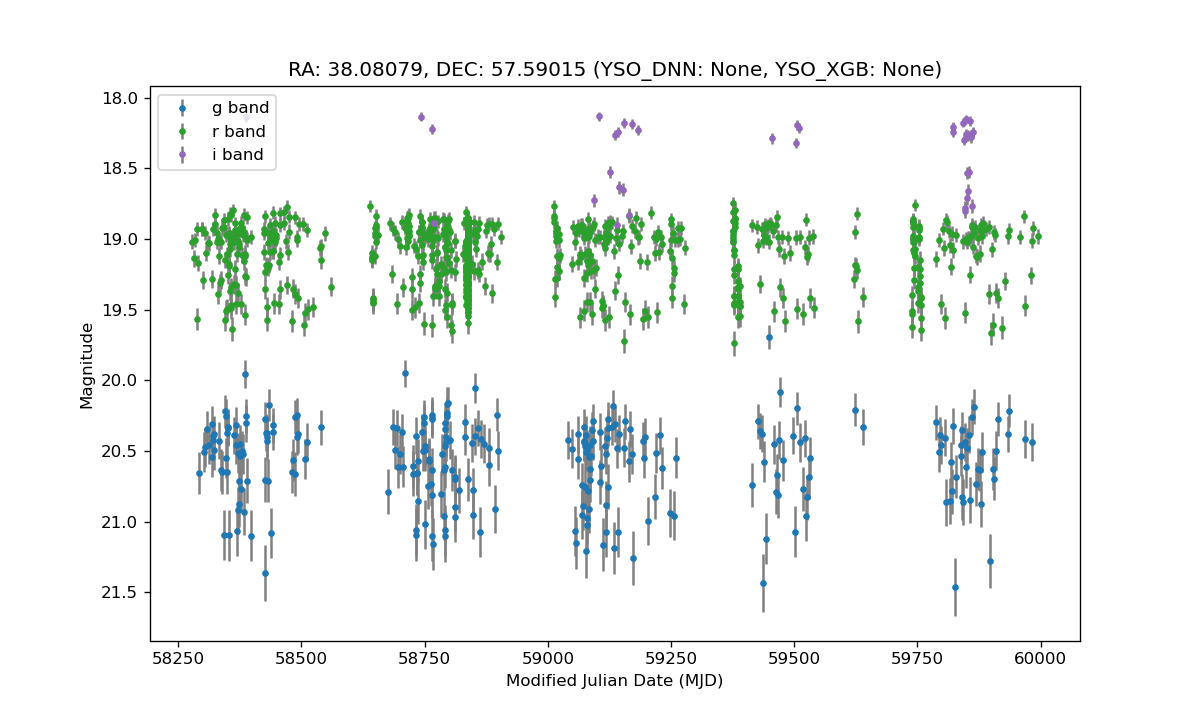 RA: 38.08079, DEC: 57.59015 (YSO_DNN: None, YSO_XGB: None)
g band
r band
i band
18.0
18.5
19.0
19.5
20.0
20.5
21.0
21.5
Magnitude
58250 58500 58750 59000 59250 59500 59750 60000
Modified Julian Date (MJD)